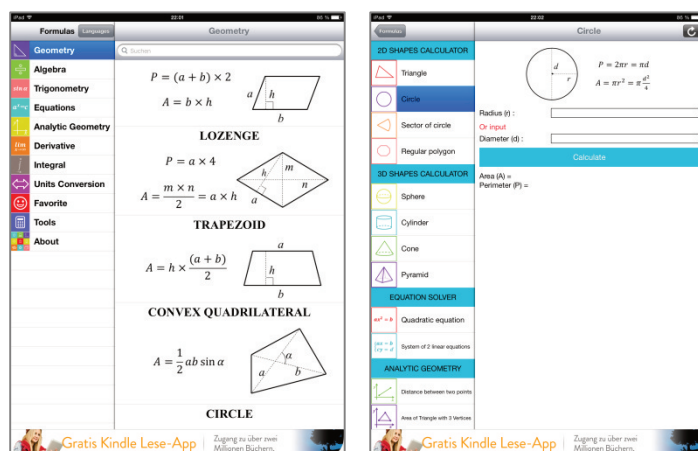 iPad 22:01 86 %
Formulas Languages Geometry
Geometry
Algebra
Trigonometry
Equations
Analytic Geometry
Derivative
Integral
Units Conversion
Favorite
Tools
About
sin α
lim
Suchen
P = (a + b) × 2
A = b × h
a h
b
LOZENGE
P = a × 4
A = m × n / 2 = a × h
h m
n
a
TRAPEZOID
A = h × (a + b) / 2
a
h
b
CONVEX QUADRILATERAL
A = 1/2 ab sin α
α
a b
CIRCLE
Gratis Kindle Lese-App Zugang zu über zwei
Millionen Büchern.
iPad 22:02 86 %
Formulas Circle
2D SHAPES CALCULATOR
Triangle
Circle
Sector of circle
Regular polygon
3D SHAPES CALCULATOR
Sphere
Cylinder
Cone
Pyramid
EQUATION SOLVER
Quadratic equation
System of 2 linear equations
ANALYTIC GEOMETRY
Distance between two points
Area of Triangle with 3 Vertices
d
r
P = 2πr = πd
A = πr² = π d²/4
Radius (r) :
Or input
Diameter (d) :
Calculate
Area (A) =
Perimeter (P) =
Gratis Kindle Lese-App Zugang zu über zwei
Millionen Büchern.